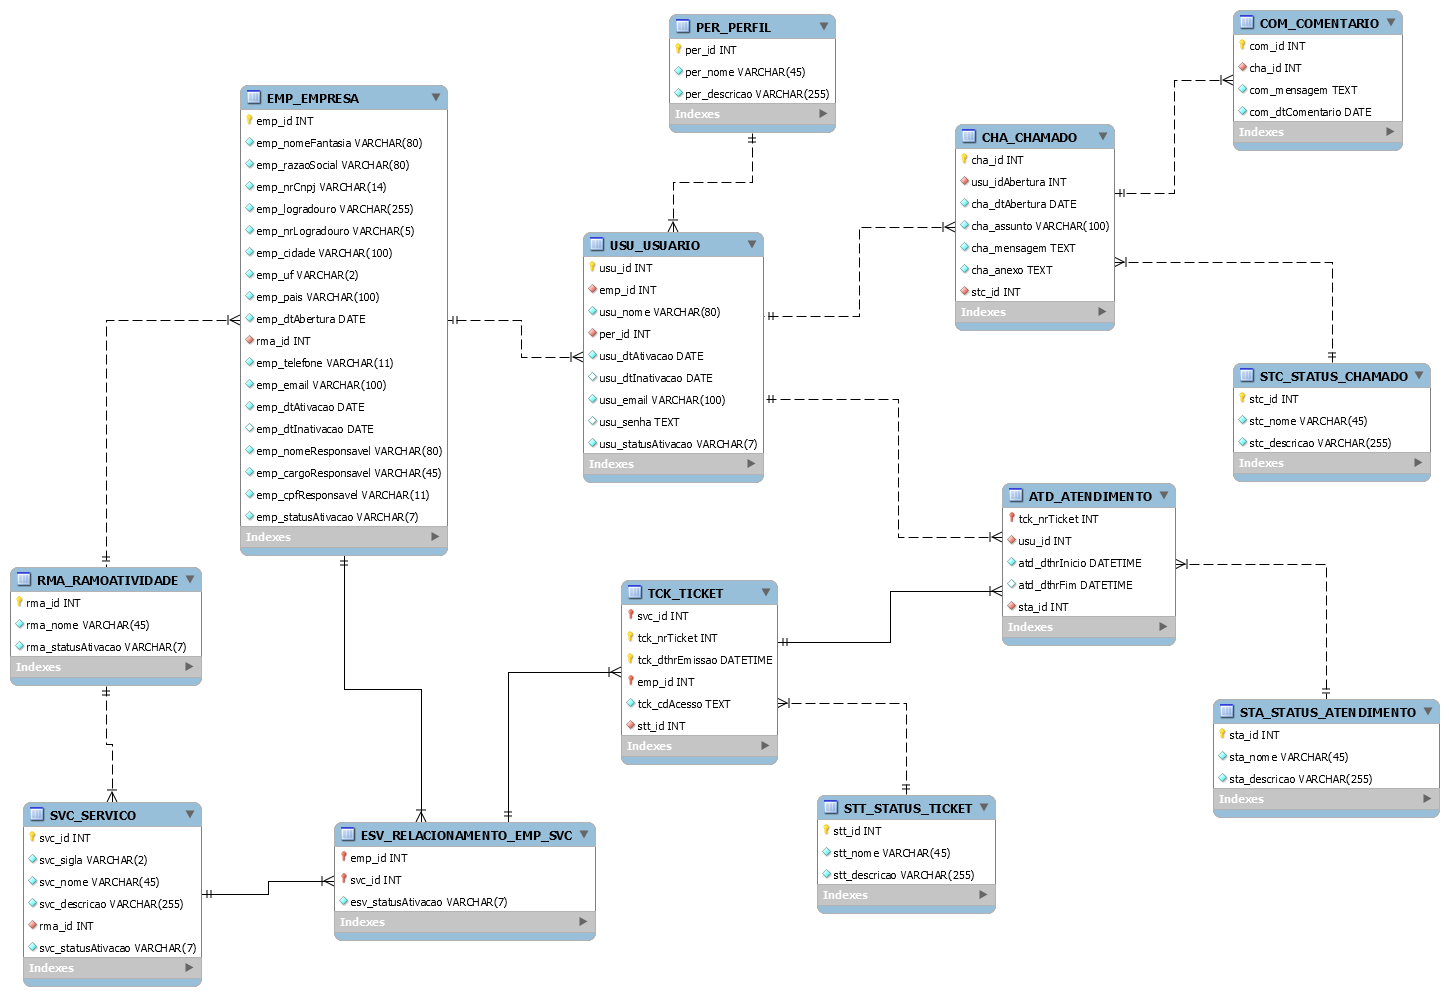 PER_PERFIL
per_id INT
per_nome VARCHAR(45)
per_descricao VARCHAR(255)
Indexes
COM_COMENTARIO
com_id INT
cha_id INT
com_mensagem TEXT
com_dtComentario DATE
Indexes
EMP_EMPRESA
emp_id INT
emp_nomeFantasia VARCHAR(80)
emp_razaoSocial VARCHAR(80)
emp_nrCnpj VARCHAR(14)
emp_logradouro VARCHAR(255)
emp_nrLogradouro VARCHAR(5)
emp_cidade VARCHAR(100)
emp_uf VARCHAR(2)
emp_pais VARCHAR(100)
emp_dtAbertura DATE
rma_id INT
emp_telefone VARCHAR(11)
emp_email VARCHAR(100)
emp_dtAtivacao DATE
emp_dtInativacao DATE
emp_nomeResponsavel VARCHAR(80)
emp_cargoResponsavel VARCHAR(45)
emp_cpfResponsavel VARCHAR(11)
emp_statusAtivacao VARCHAR(7)
Indexes
CHA_CHAMADO
cha_id INT
usu_idAbertura INT
cha_dtAbertura DATE
cha_assunto VARCHAR(100)
cha_mensagem TEXT
cha_anexo TEXT
stc_id INT
Indexes
USU_USUARIO
usu_id INT
emp_id INT
usu_nome VARCHAR(80)
per_id INT
usu_dtAtivacao DATE
usu_dtInativacao DATE
usu_email VARCHAR(100)
usu_senha TEXT
usu_statusAtivacao VARCHAR(7)
Indexes
STC_STATUS_CHAMADO
stc_id INT
stc_nome VARCHAR(45)
stc_descricao VARCHAR(255)
Indexes
ATD_ATENDIMENTO
tck_nrTicket INT
usu_id INT
atd_dthrInicio DATETIME
atd_dthrFim DATETIME
sta_id INT
Indexes
RMA_RAMOATIVIDADE
rma_id INT
rma_nome VARCHAR(45)
rma_statusAtivacao VARCHAR(7)
Indexes
TCK_TICKET
svc_id INT
tck_nrTicket INT
tck_dthrEmissao DATETIME
emp_id INT
tck_cdAcesso TEXT
stt_id INT
Indexes
STA_STATUS_ATENDIMENTO
sta_id INT
sta_nome VARCHAR(45)
sta_descricao VARCHAR(255)
Indexes
SVC_SERVICO
svc_id INT
svc_sigla VARCHAR(2)
svc_nome VARCHAR(45)
svc_descricao VARCHAR(255)
rma_id INT
svc_statusAtivacao VARCHAR(7)
Indexes
ESV_RELACIONAMENTO_EMP_SVC
emp_id INT
svc_id INT
esv_statusAtivacao VARCHAR(7)
Indexes
STT_STATUS_TICKET
stt_id INT
stt_nome VARCHAR(45)
stt_descricao VARCHAR(255)
Indexes